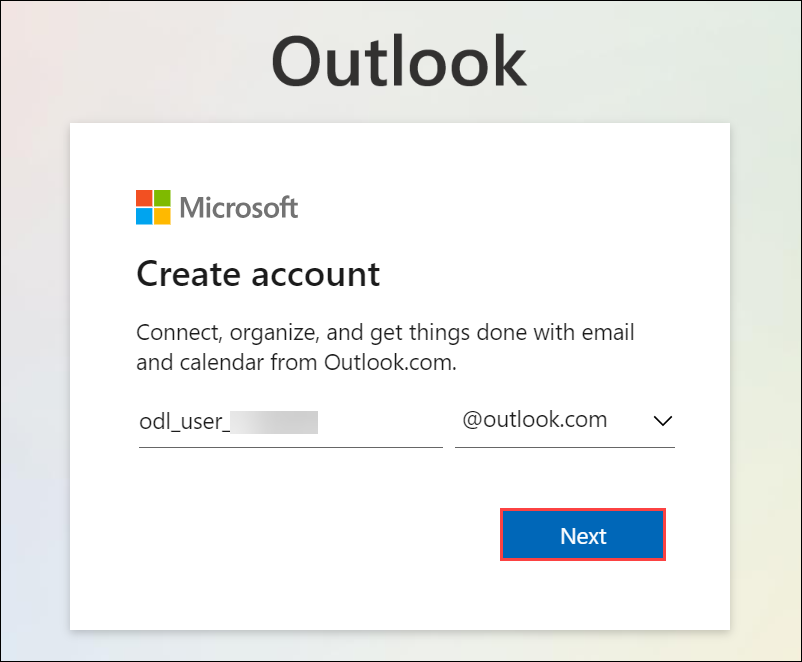 Outlook
Microsoft
Create account
Connect, organize, and get things done with email
and calendar from Outlook.com.
odl_user_ @outlook.com
Next